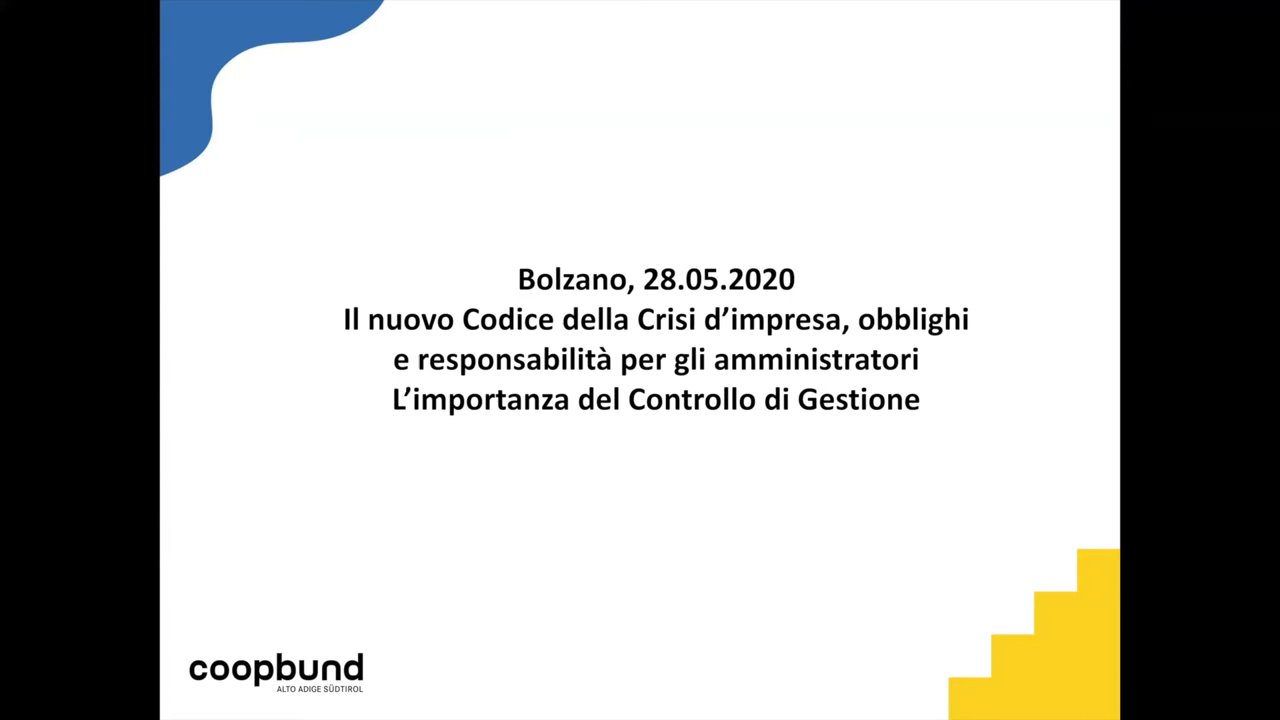 Bolzano, 28.05.2020
Il nuovo Codice della Crisi d’impresa, obblighi
e responsabilità per gli amministratori
L’importanza del Controllo di Gestione
coopbund
ALTO ADIGE SÜDTIROL